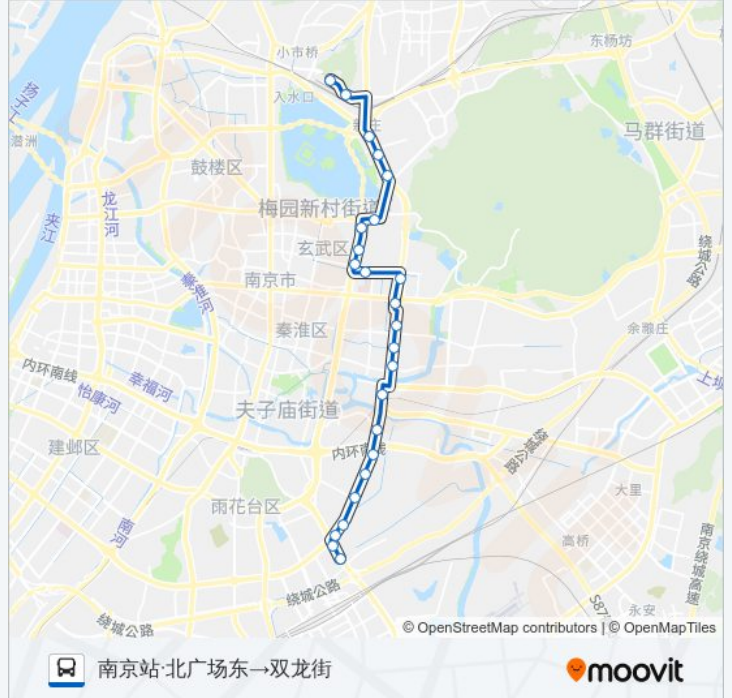 小市桥
东杨坊
扬子江
入水口
潜洲
马群街道
鼓楼区
龙江河
梅园新村街道
夹江
玄武区
绕城公路
南京市
秦淮河
秦淮区
余粮庄
内环南线
幸福河
怡康河
夫子庙街道
上坝
建邺区
内环南线
绕城公路
大里
雨花台区
南河
高桥
南京绕城高速
绕城公路
S87
永安
绕城公路
© OpenStreetMap contributors | © OpenMapTiles
南京站·北广场东→双龙街
moovit